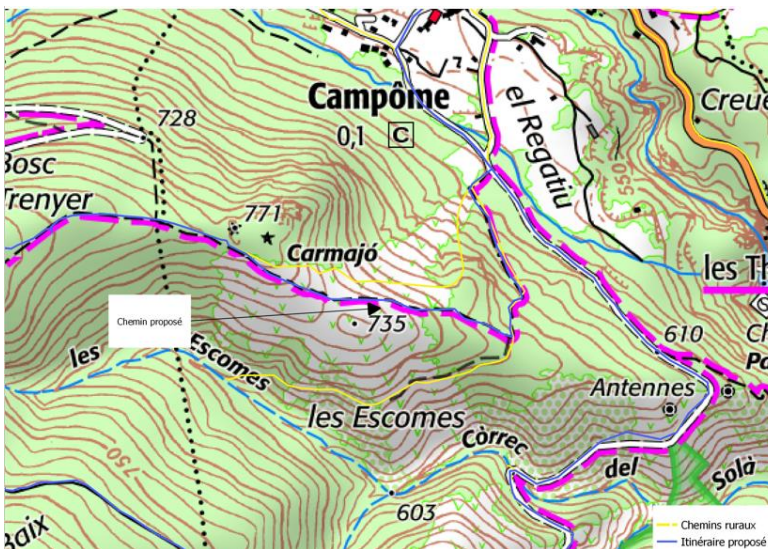 728
Campôme
0,1 C
el Regatiu
550
Creue
Bosc
Trenyer
771
Carmajó
les Th
S
Chemin proposé
735
les Escomes
610
Ch
Antennes
les Escomes
Còrrec del Solà
750
603
Baix
Chemins ruraux
Itinéraire proposé